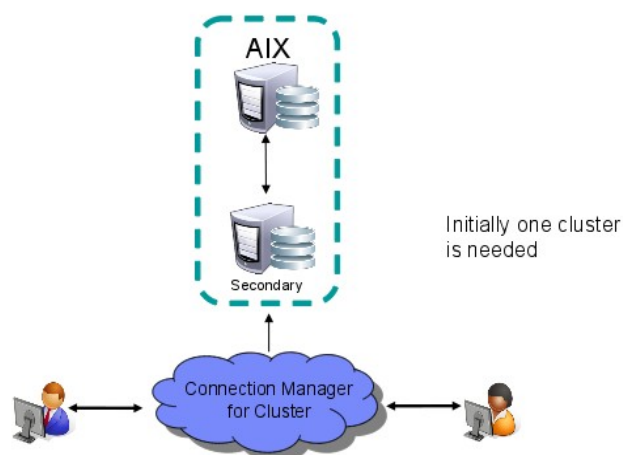 AIX
Initially one cluster
is needed
Secondary
Connection Manager
for Cluster